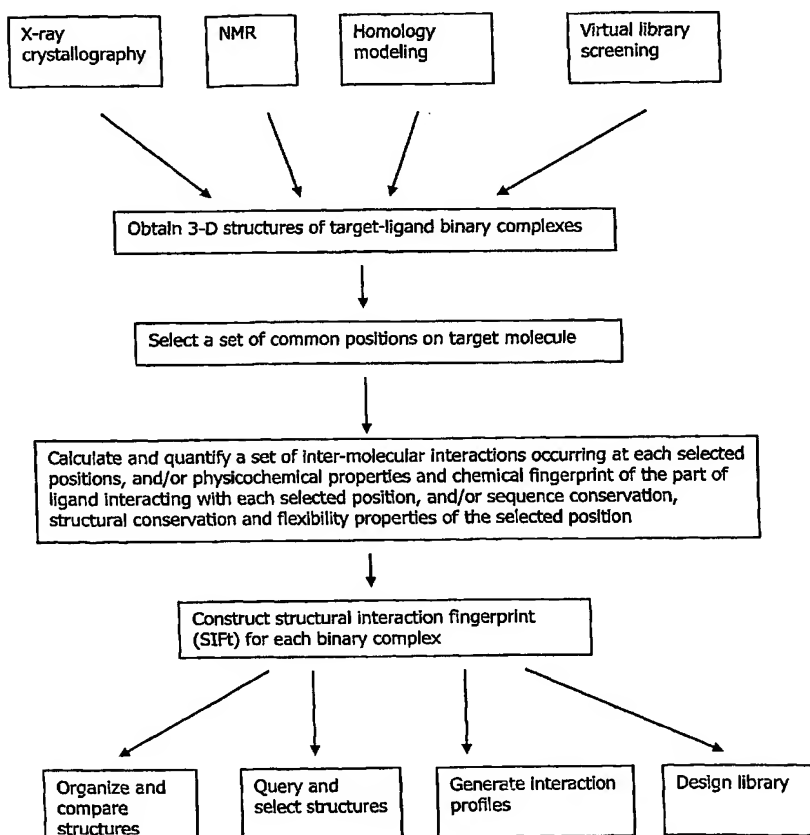 X-ray
crystallography
NMR
Homology
modeling
Virtual library
screening
Obtain 3-D structures of target-ligand binary complexes
Select a set of common positions on target molecule
Calculate and quantify a set of inter-molecular interactions occurring at each selected
positions, and/or physicochemical properties and chemical fingerprint of the part of
ligand interacting with each selected position, and/or sequence conservation,
structural conservation and flexibility properties of the selected position
Construct structural interaction fingerprint
(SIFt) for each binary complex
Organize and
compare
structures
Query and
select structures
Generate interaction
profiles
Design library